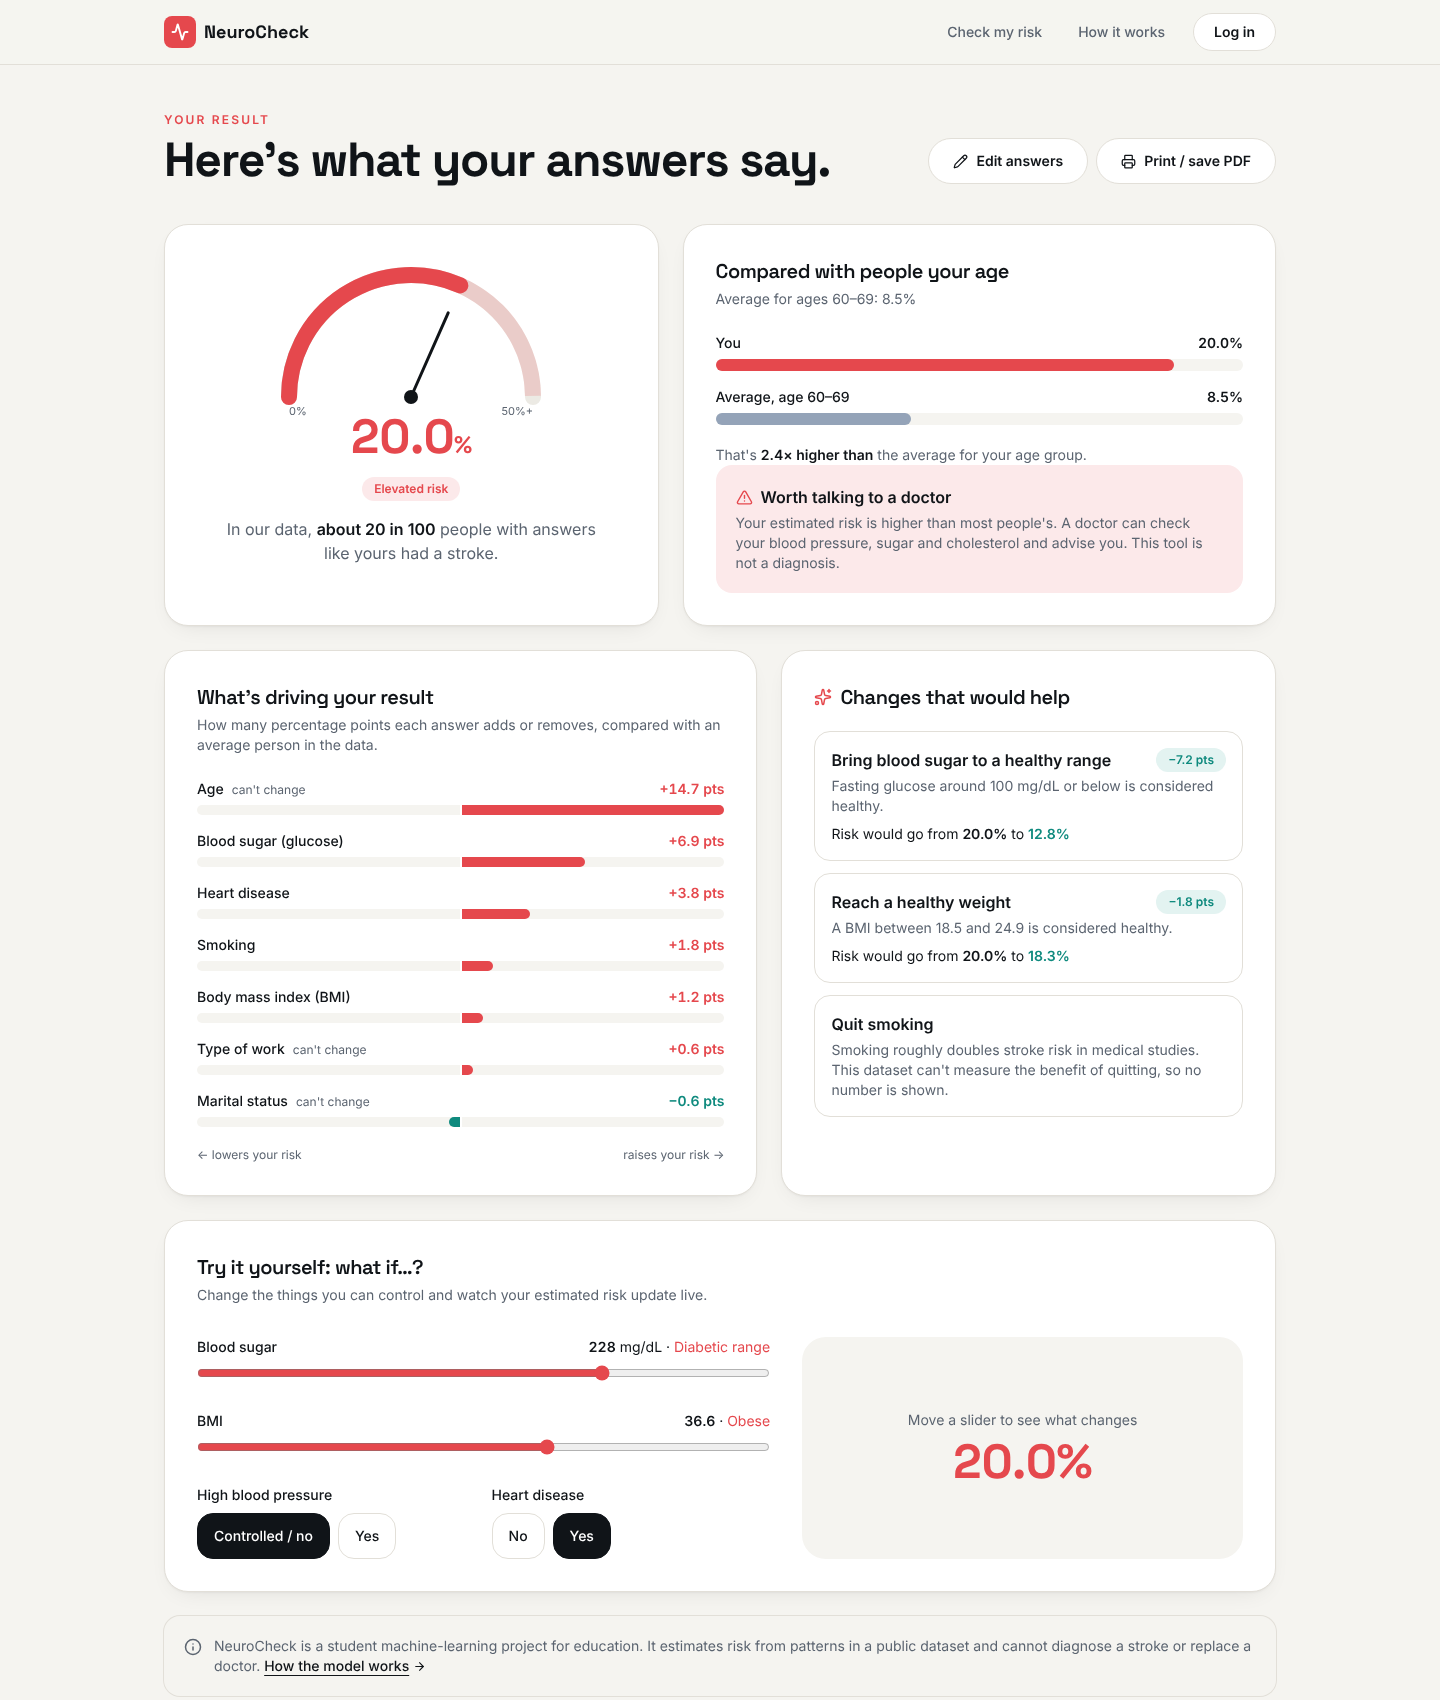 NeuroCheck
Check my risk
How it works
Log in
YOUR RESULT
Here's what your answers say.
Edit answers
Print / save PDF
0%
50%+
20.0%
Elevated risk
In our data, about 20 in 100 people with answers
like yours had a stroke.
Compared with people your age
Average for ages 60–69: 8.5%
You
20.0%
Average, age 60–69
8.5%
That's 2.4× higher than the average for your age group.
Worth talking to a doctor
Your estimated risk is higher than most people's. A doctor can check
your blood pressure, sugar and cholesterol and advise you. This tool is
not a diagnosis.
What's driving your result
How many percentage points each answer adds or removes, compared with an
average person in the data.
Age can't change
+14.7 pts
Blood sugar (glucose)
+6.9 pts
Heart disease
+3.8 pts
Smoking
+1.8 pts
Body mass index (BMI)
+1.2 pts
Type of work can't change
+0.6 pts
Marital status can't change
−0.6 pts
← lowers your risk
raises your risk →
Changes that would help
Bring blood sugar to a healthy range
−7.2 pts
Fasting glucose around 100 mg/dL or below is considered
healthy.
Risk would go from 20.0% to 12.8%
Reach a healthy weight
−1.8 pts
A BMI between 18.5 and 24.9 is considered healthy.
Risk would go from 20.0% to 18.3%
Quit smoking
Smoking roughly doubles stroke risk in medical studies.
This dataset can't measure the benefit of quitting, so no
number is shown.
Try it yourself: what if…?
Change the things you can control and watch your estimated risk update live.
Blood sugar
228 mg/dL · Diabetic range
BMI
36.6 · Obese
High blood pressure
Controlled / no
Yes
Heart disease
No
Yes
Move a slider to see what changes
20.0%
NeuroCheck is a student machine-learning project for education. It estimates risk from patterns in a public dataset and cannot diagnose a stroke or replace a
doctor. How the model works →